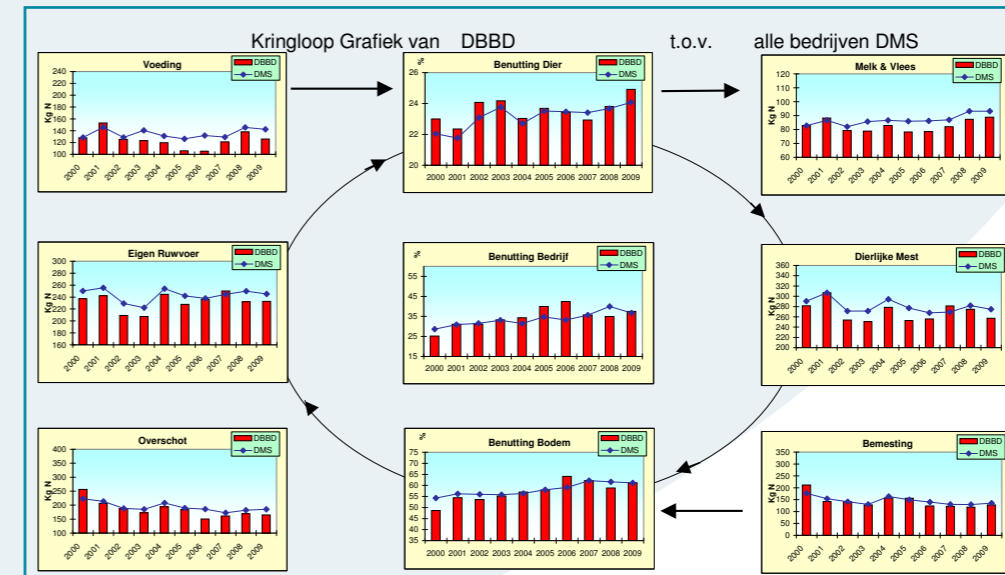 Kringloop Grafiek van DBBD t.o.v. alle bedrijven DMS
Voeding
DBBD
DMS
Kg N
240
220
200
180
160
140
120
100
2000 2001 2002 2003 2004 2005 2006 2007 2008 2009
Benutting Dier
DBBD
DMS
%
26
24
22
20
2000 2001 2002 2003 2004 2005 2006 2007 2008 2009
Melk & Vlees
DBBD
DMS
Kg N
120
110
100
90
80
70
60
2000 2001 2002 2003 2004 2005 2006 2007 2008 2009
Eigen Ruwvoer
DBBD
DMS
Kg N
300
280
260
240
220
200
180
160
2000 2001 2002 2003 2004 2005 2006 2007 2008 2009
Benutting Bedrijf
DBBD
DMS
%
55
45
35
25
15
2000 2001 2002 2003 2004 2005 2006 2007 2008 2009
Dierlijke Mest
DBBD
DMS
Kg N
360
340
320
300
280
260
240
220
200
2000 2001 2002 2003 2004 2005 2006 2007 2008 2009
Overschot
DBBD
DMS
Kg N
400
350
300
250
200
150
100
2000 2001 2002 2003 2004 2005 2006 2007 2008 2009
Benutting Bodem
DBBD
DMS
%
75
70
65
60
55
50
45
40
35
2000 2001 2002 2003 2004 2005 2006 2007 2008 2009
Bemesting
DBBD
DMS
Kg N
350
300
250
200
150
100
50
0
2000 2001 2002 2003 2004 2005 2006 2007 2008 2009